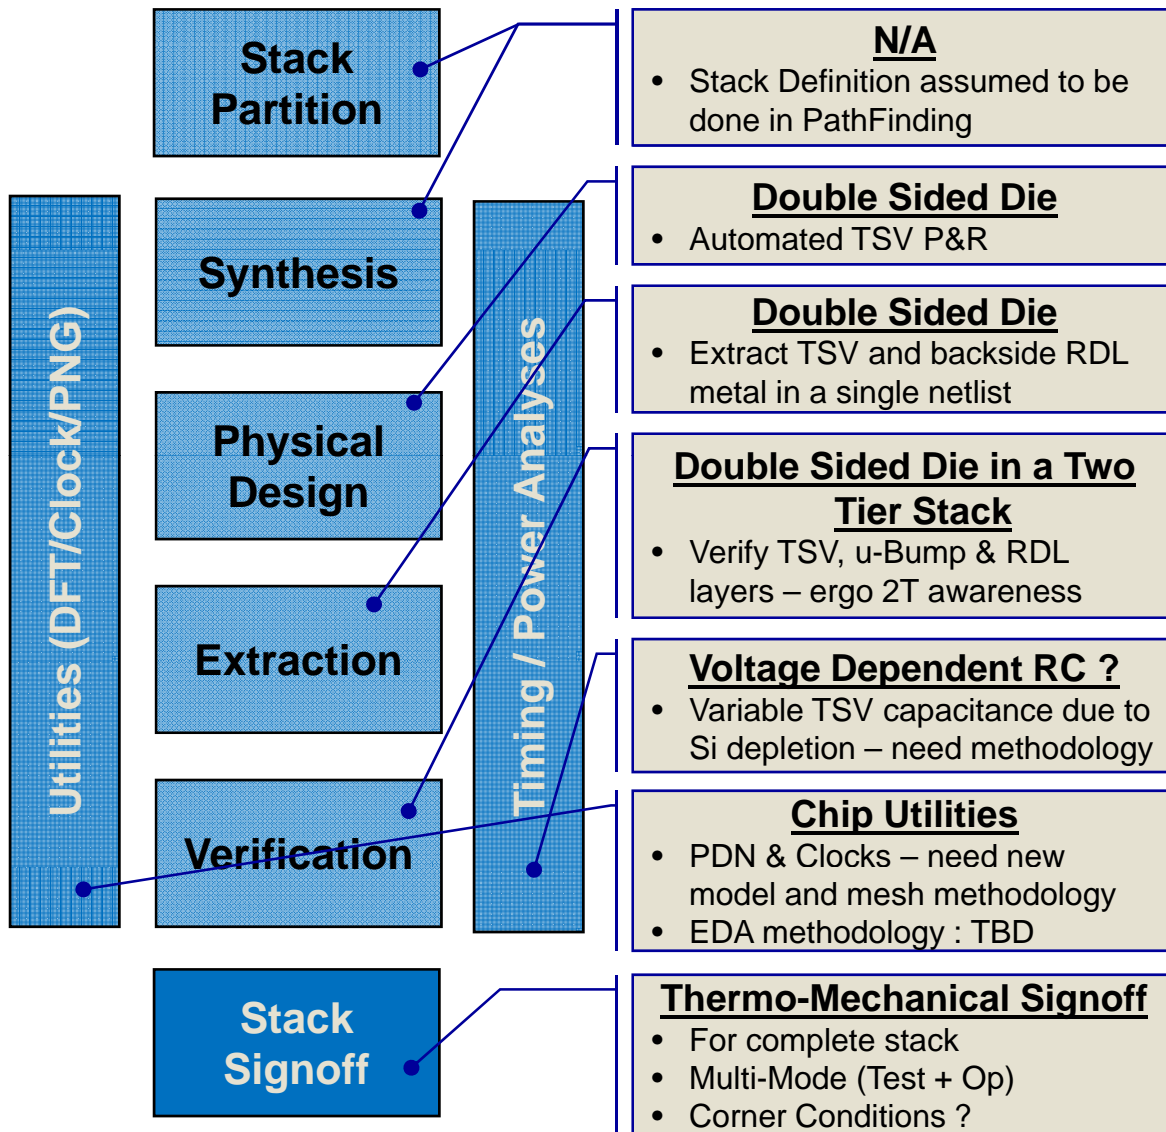 Stack
Partition
Synthesis
Physical
Design
Extraction
Verification
Stack
Signoff
Utilities (DFT/Clock/PNG)
Timing / Power Analyses
N/A
• Stack Definition assumed to be
done in PathFinding
Double Sided Die
• Automated TSV P&R
Double Sided Die
• Extract TSV and backside RDL
metal in a single netlist
Double Sided Die in a Two
Tier Stack
• Verify TSV, u-Bump & RDL
layers – ergo 2T awareness
Voltage Dependent RC ?
• Variable TSV capacitance due to
Si depletion – need methodology
Chip Utilities
• PDN & Clocks – need new
model and mesh methodology
• EDA methodology : TBD
Thermo-Mechanical Signoff
• For complete stack
• Multi-Mode (Test + Op)
• Corner Conditions ?